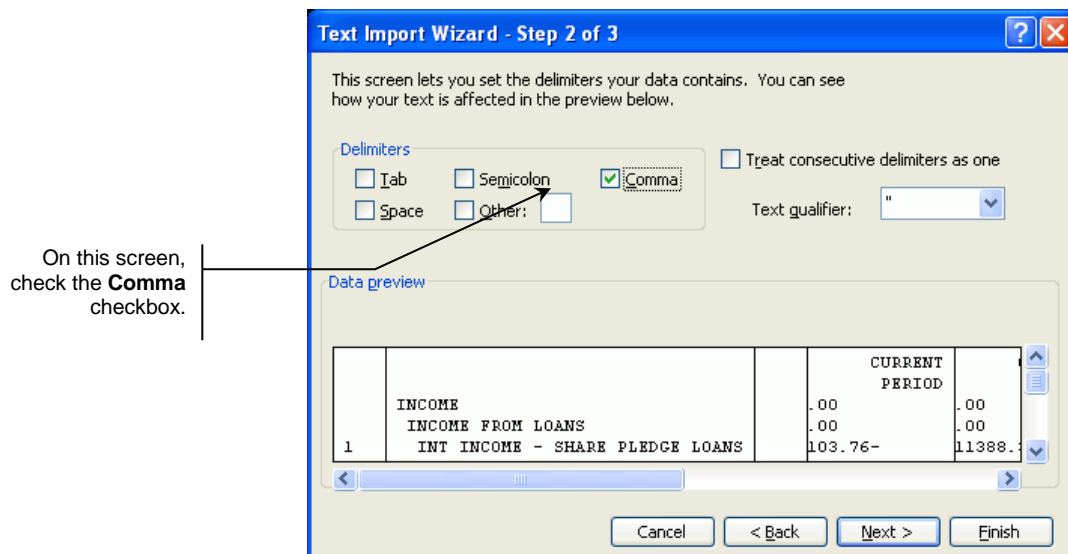 Text Import Wizard - Step 2 of 3
This screen lets you set the delimiters your data contains. You can see
how your text is affected in the preview below.
Delimiters
Tab
Semicolon
Comma
Space
Other:
Treat consecutive delimiters as one
Text qualifier: "
On this screen,
check the Comma
checkbox.
Data preview
CURRENT
PERIOD
INCOME .00 .00
INCOME FROM LOANS .00 .00
1 INT INCOME - SHARE PLEDGE LOANS 103.76- 11388.
Cancel < Back Next > Finish